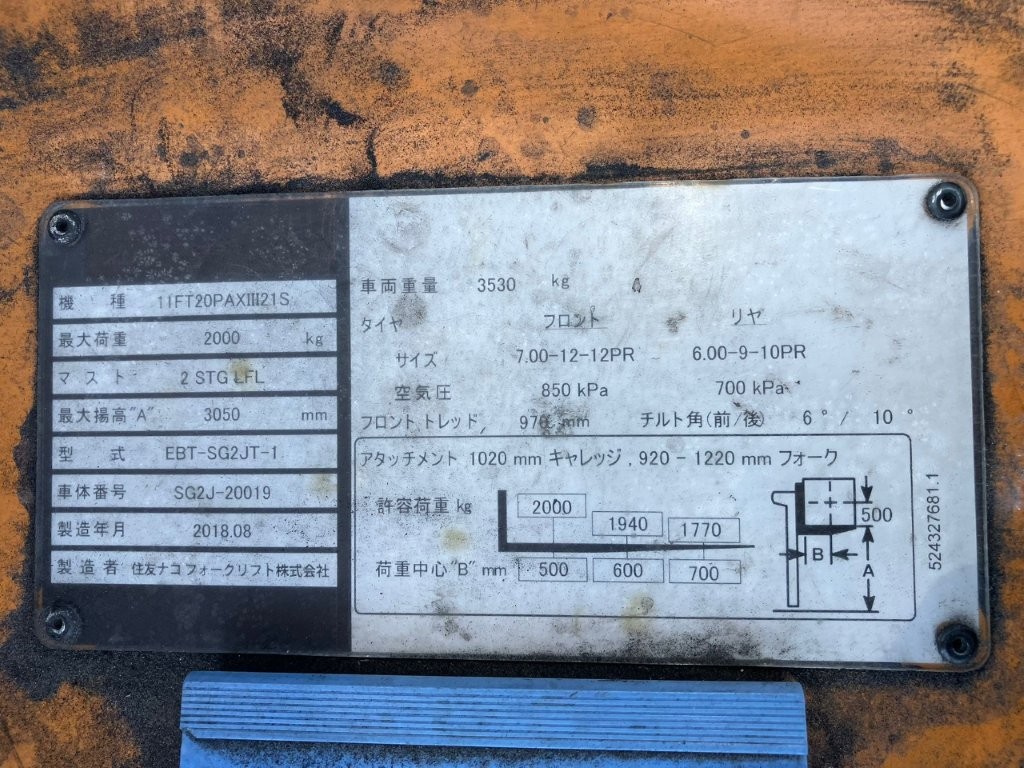 機 種 11FT20PAXIII21S
最大荷重 2000 kg
マスト 2 STG LFL
最大揚高"A" 3050 mm
型 式 EBT-SG2JT-1
車体番号 SG2J-20019
製造年月 2018.08
製造者 住友ナコフォークリフト株式会社
車両重量 3530 kg
タイヤ フロント リヤ
サイズ 7.00-12-12PR 6.00-9-10PR
空気圧 850 kPa 700 kPa
フロントトレッド, 970 mm チルト角(前/後) 6° / 10°
アタッチメント 1020 mm キャレッジ , 920 - 1220 mm フォーク
許容荷重 kg 2000 1940 1770
荷重中心"B" mm 500 600 700
500
B
A
524327681.1